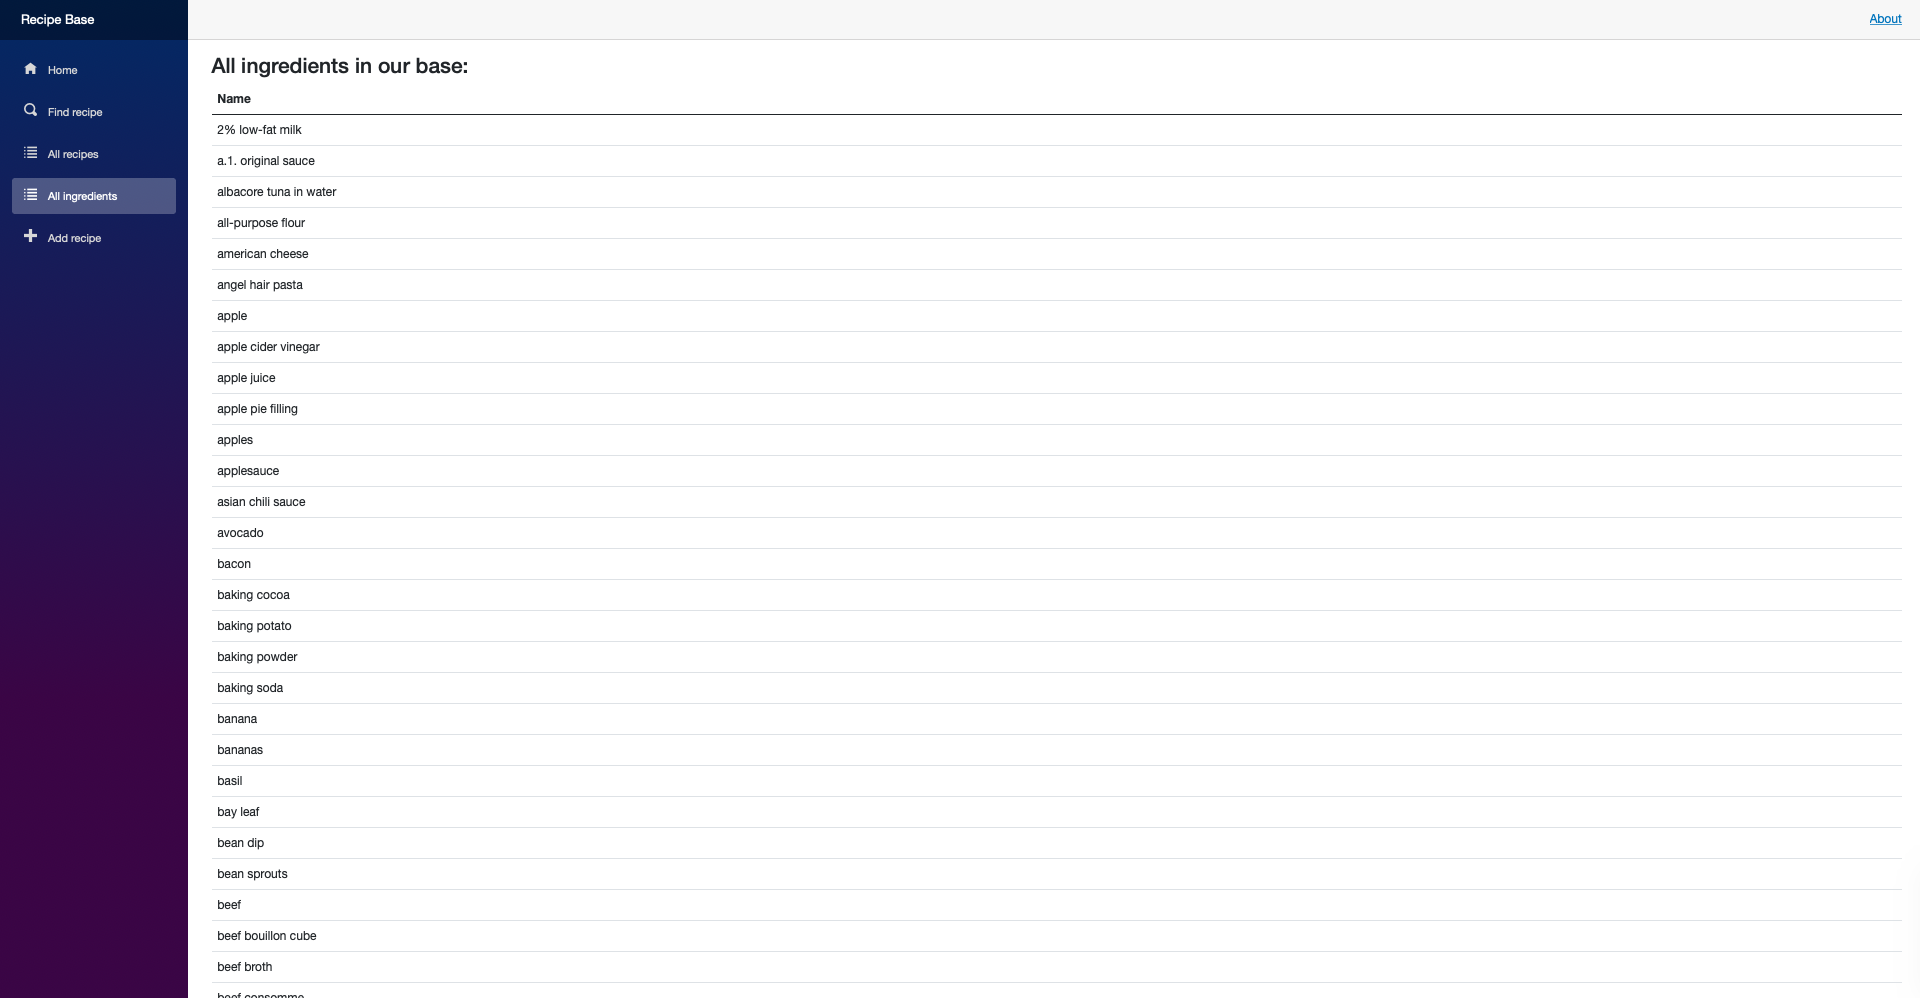 Recipe Base
About
Home
Find recipe
All recipes
All ingredients
Add recipe
All ingredients in our base:
Name
2% low-fat milk
a.1. original sauce
albacore tuna in water
all-purpose flour
american cheese
angel hair pasta
apple
apple cider vinegar
apple juice
apple pie filling
apples
applesauce
asian chili sauce
avocado
bacon
baking cocoa
baking potato
baking powder
baking soda
banana
bananas
basil
bay leaf
bean dip
bean sprouts
beef
beef bouillon cube
beef broth
beef consomme